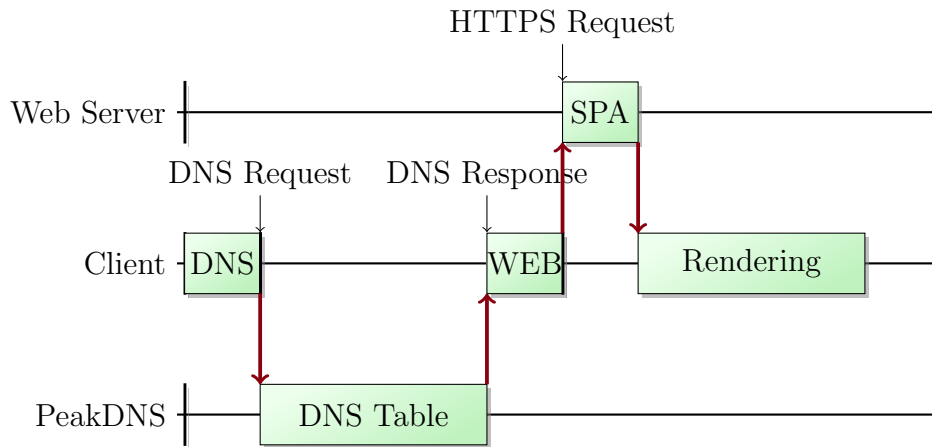 HTTPS Request
Web Server
SPA
DNS Request
DNS Response
Client
DNS
WEB
Rendering
PeakDNS
DNS Table